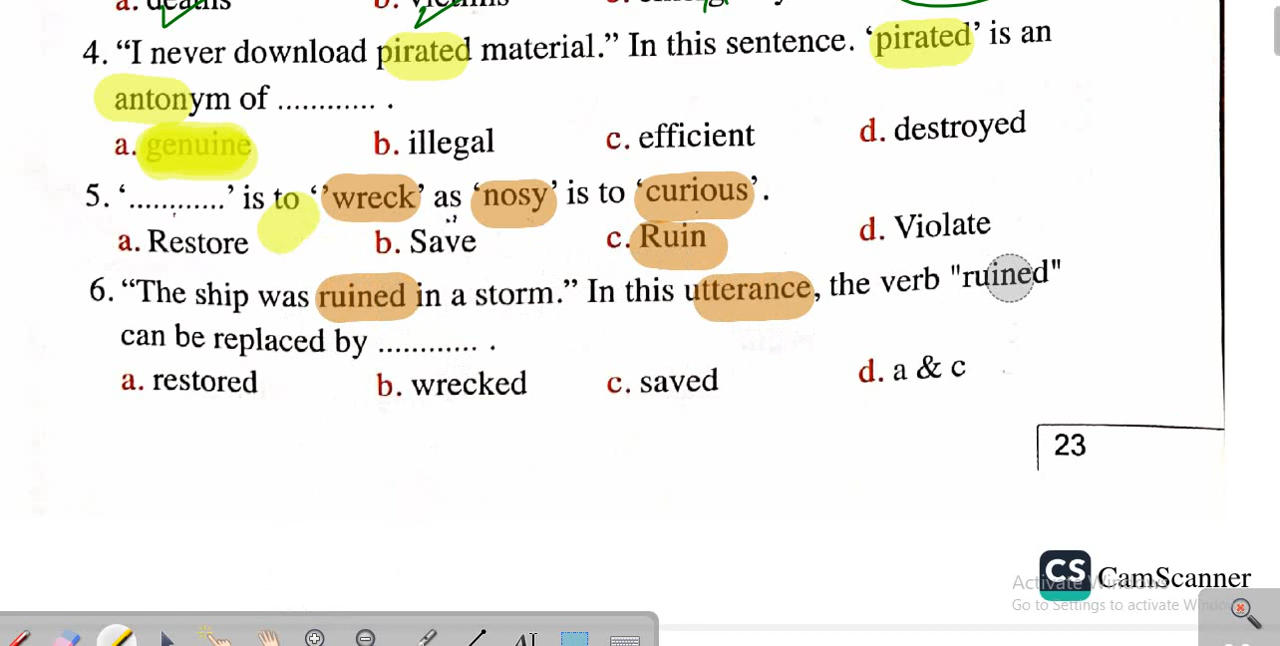 a. deaths b. victims
4. “I never download pirated material.” In this sentence. ‘pirated’ is an
antonym of ............ .
a. genuine b. illegal c. efficient d. destroyed
5. ‘............’ is to ‘’wreck’ as ‘nosy’ is to ‘curious’.
a. Restore b. Save c. Ruin d. Violate
6. “The ship was ruined in a storm.” In this utterance, the verb "ruined"
can be replaced by ............ .
a. restored b. wrecked c. saved d. a & c
23
CS CamScanner
Activate Windows
Go to Settings to activate Windows